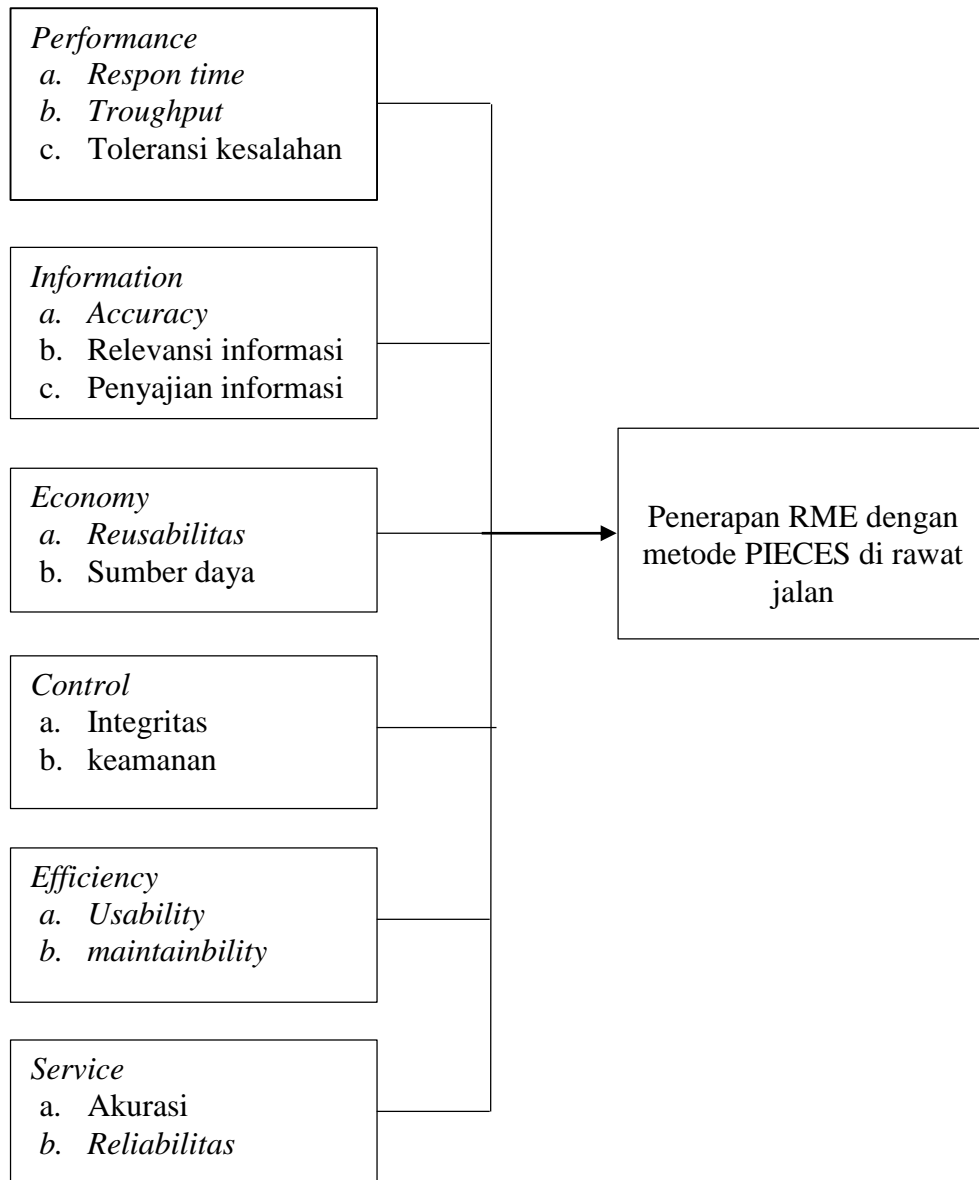 Performance
a. Respon time
b. Troughput
c. Toleransi kesalahan
Information
a. Accuracy
b. Relevansi informasi
c. Penyajian informasi
Economy
a. Reusabilitas
b. Sumber daya
Control
a. Integritas
b. keamanan
Efficiency
a. Usability
b. maintainbility
Service
a. Akurasi
b. Reliabilitas
Penerapan RME dengan
metode PIECES di rawat
jalan